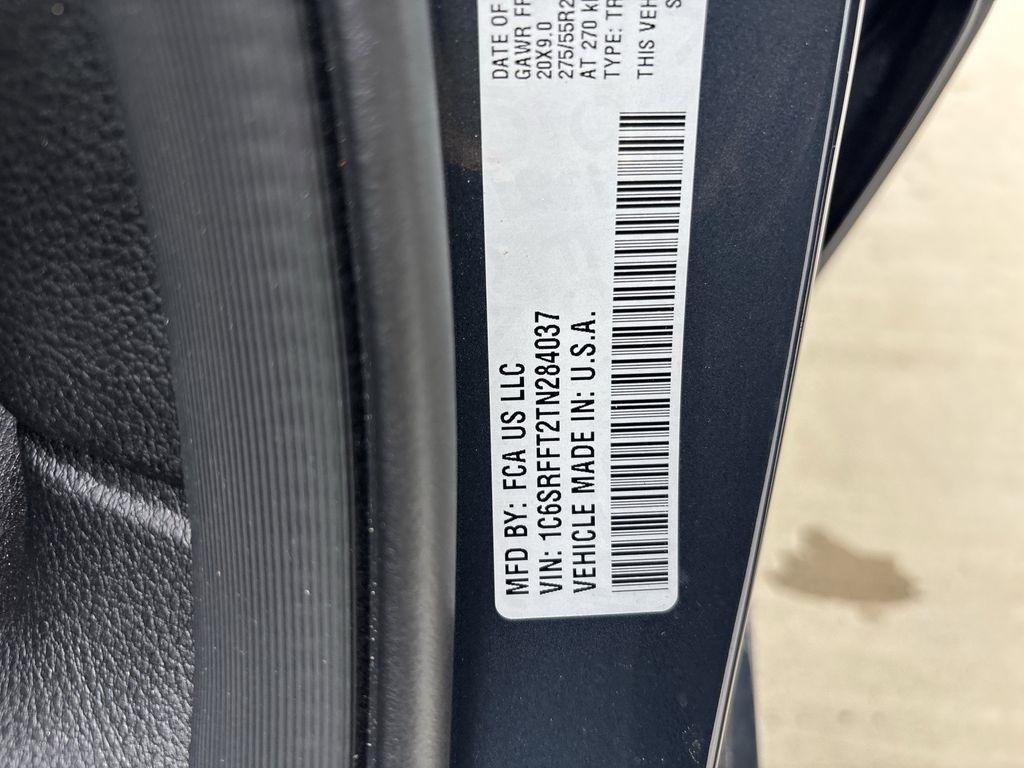 MFD BY: FCA US LLC
VIN: 1C6SRFFT2TN284037
VEHICLE MADE IN: U.S.A.
DATE OF
GAWR FR
20X9.0
275/55R2
AT 270 k
TYPE: TR
THIS VEH
S